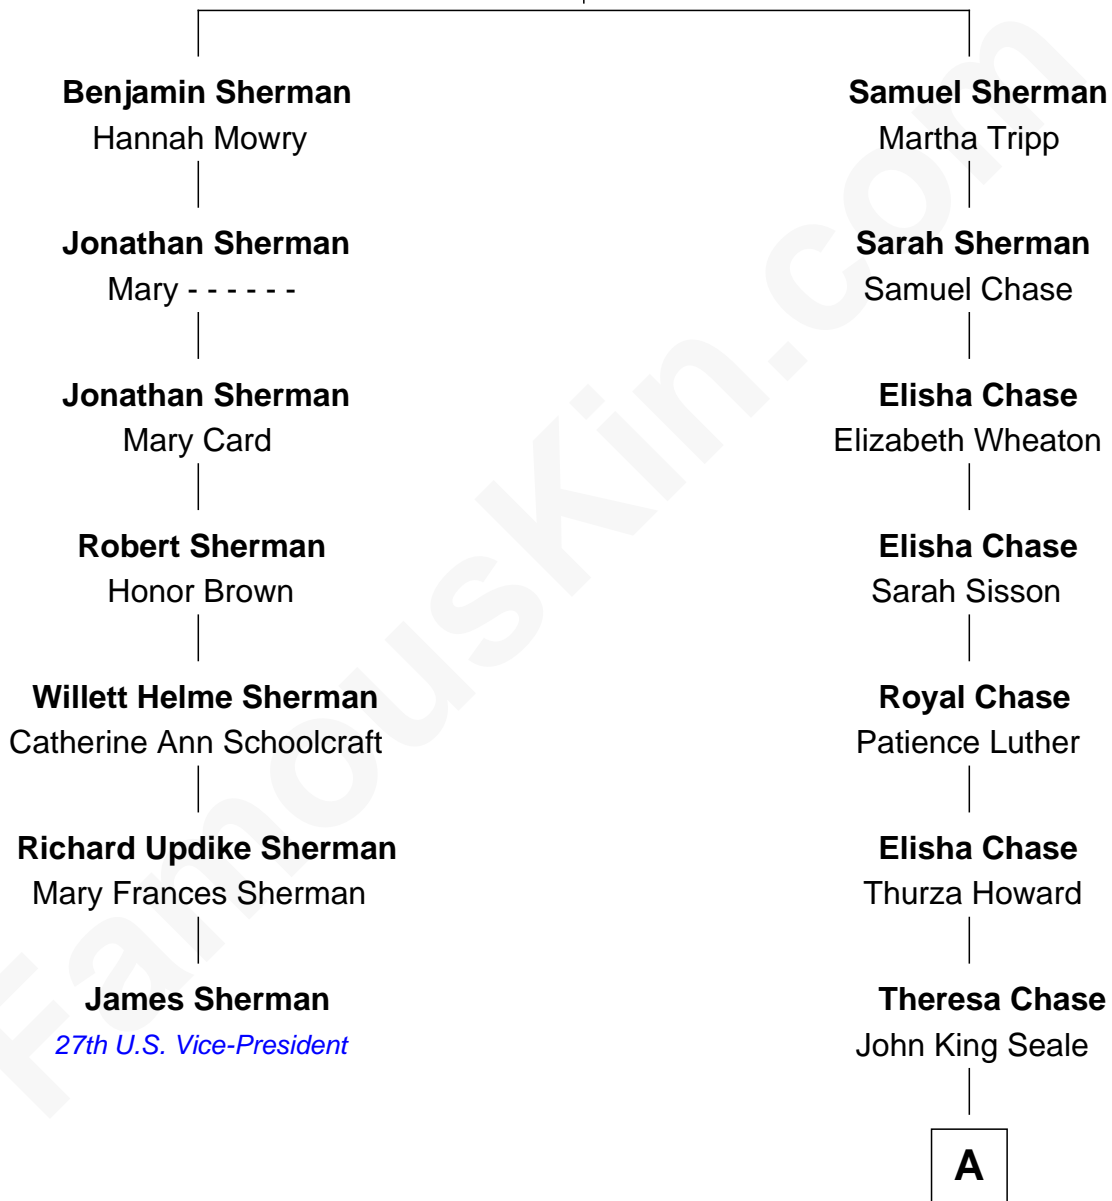 Benjamin Sherman
Hannah Mowry
Jonathan Sherman
Mary - - - - - -
Jonathan Sherman
Mary Card
Robert Sherman
Honor Brown
Willett Helme Sherman
Catherine Ann Schoolcraft
Richard Updike Sherman
Mary Frances Sherman
James Sherman
27th U.S. Vice-President
Samuel Sherman
Martha Tripp
Sarah Sherman
Samuel Chase
Elisha Chase
Elizabeth Wheaton
Elisha Chase
Sarah Sisson
Royal Chase
Patience Luther
Elisha Chase
Thurza Howard
Theresa Chase
John King Seale
A
FamousKin.com